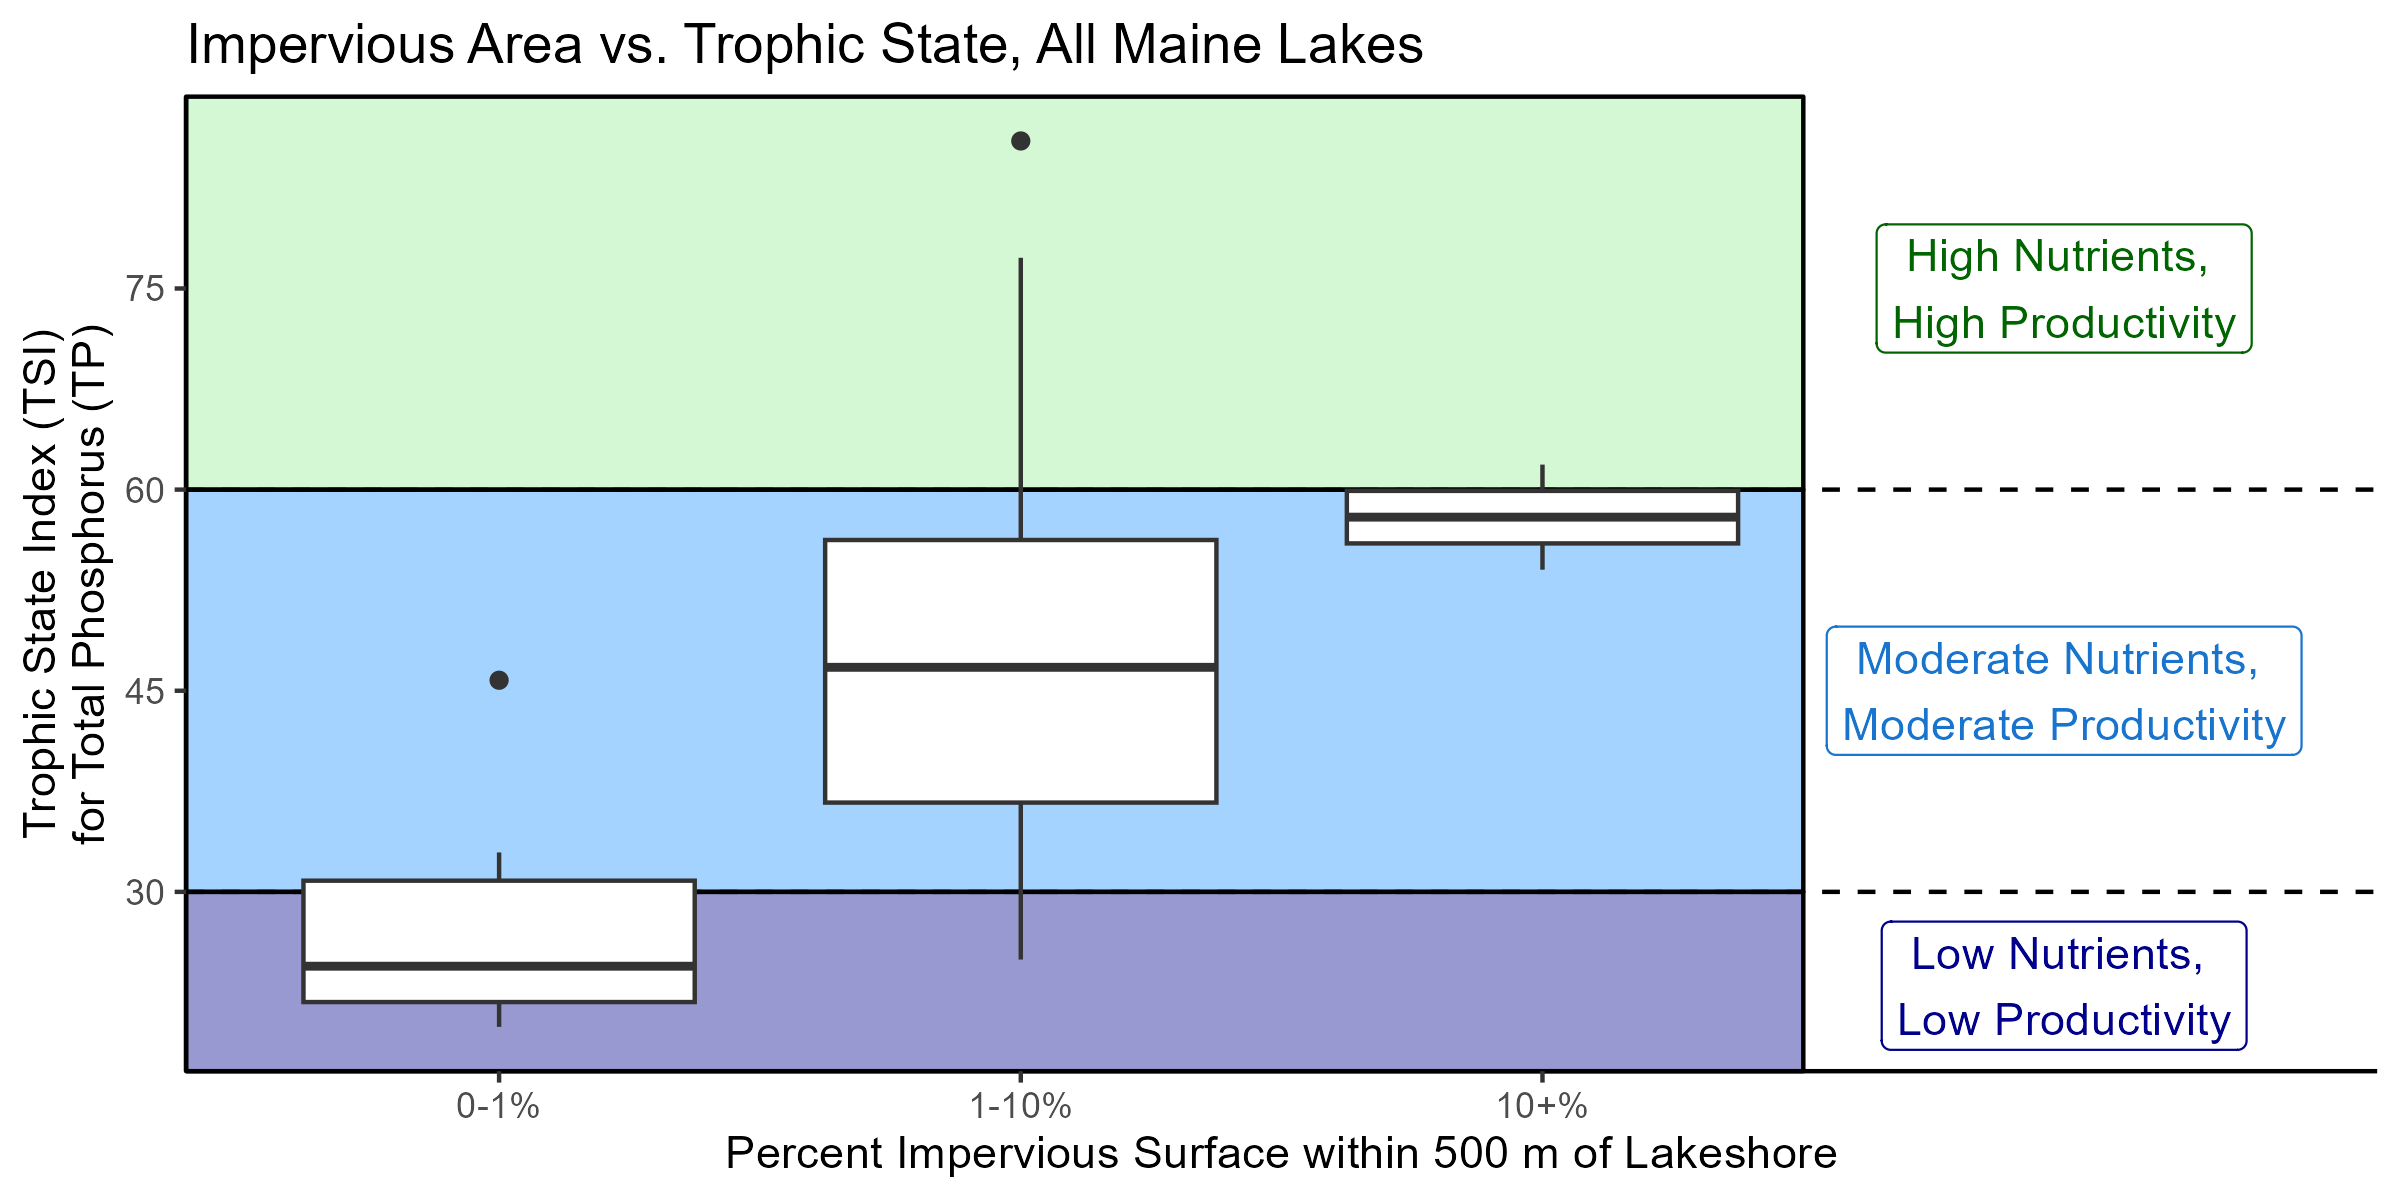 Impervious Area vs. Trophic State, All Maine Lakes
Trophic State Index (TSI)
for Total Phosphorus (TP)
75
60
45
30
High Nutrients,
High Productivity
Moderate Nutrients,
Moderate Productivity
Low Nutrients,
Low Productivity
0-1%
1-10%
10+%
Percent Impervious Surface within 500 m of Lakeshore